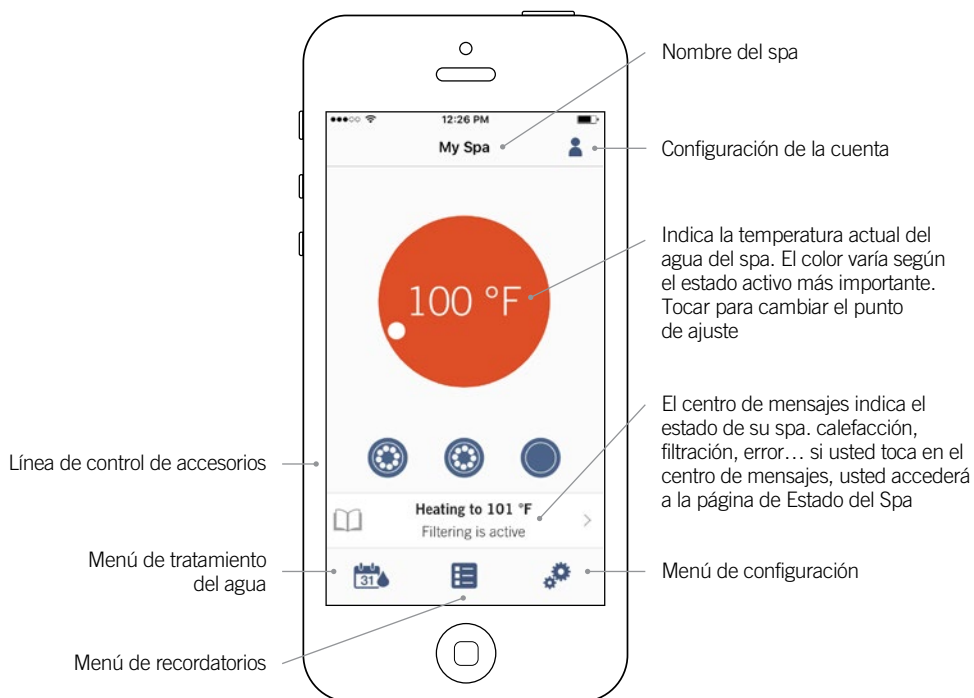 Nombre del spa
12:26 PM
My Spa
Configuración de la cuenta
Indica la temperatura actual del
agua del spa. El color varía según
el estado activo más importante.
Tocar para cambiar el punto
de ajuste
100 °F
El centro de mensajes indica el
estado de su spa. calefacción,
filtración, error… si usted toca en el
centro de mensajes, usted accederá
a la página de Estado del Spa
Línea de control de accesorios
Heating to 101 °F
Filtering is active
Menú de tratamiento
del agua
31
Menú de configuración
Menú de recordatorios